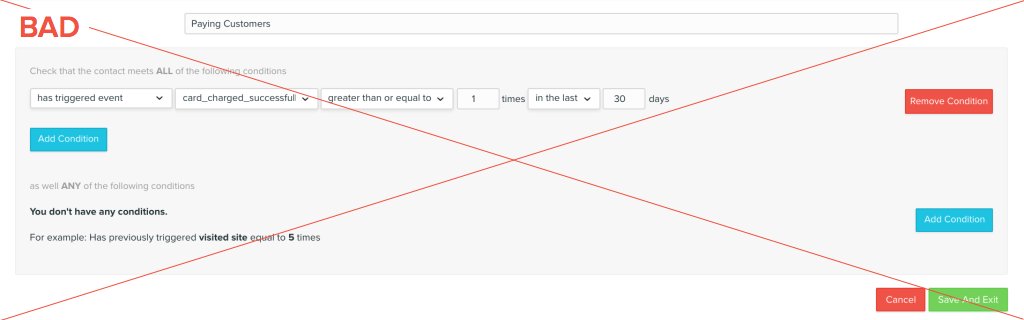 BAD
Paying Customers
Check that the contact meets ALL of the following conditions
has triggered event card_charged_successful greater than or equal to 1 times in the last 30 days
Remove Condition
Add Condition
as well ANY of the following conditions
You don't have any conditions.
Add Condition
For example: Has previously triggered visited site equal to 5 times
Cancel Save And Exit